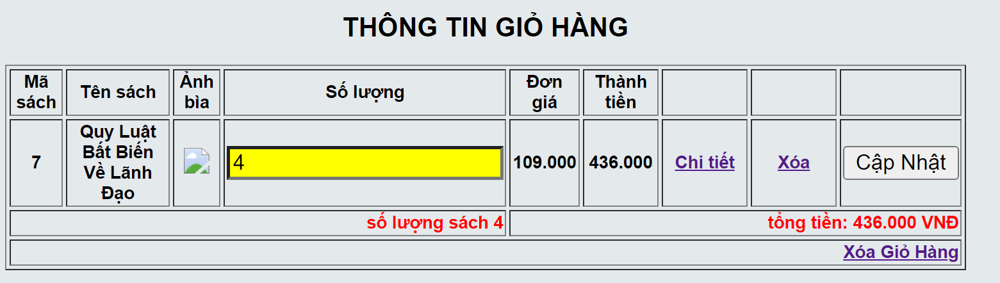 THÔNG TIN GIỎ HÀNG
Mã sách Tên sách Ảnh bìa Số lượng Đơn giá Thành tiền
7 Quy Luật Bất Biến Về Lãnh Đạo 4 109.000 436.000 Chi tiết Xóa Cập Nhật
số lượng sách 4 tổng tiền: 436.000 VNĐ
Xóa Giỏ Hàng